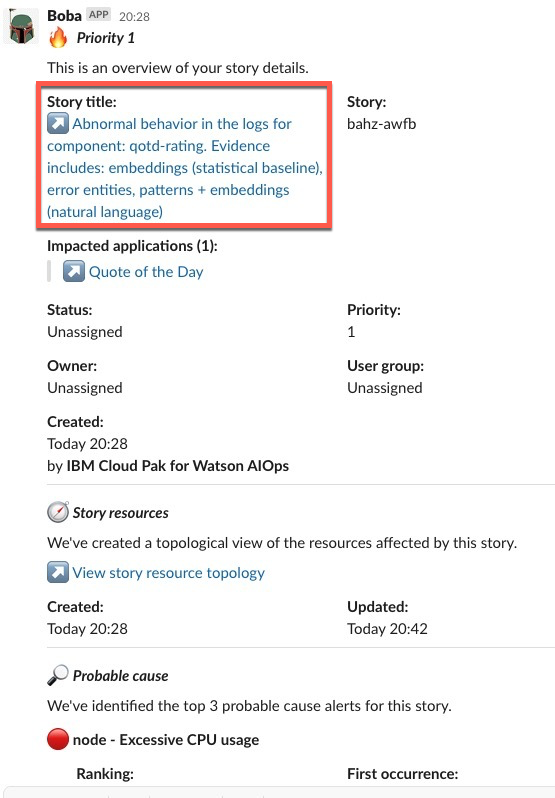 Boba APP 20:28
Priority 1
This is an overview of your story details.
Story title:
Abnormal behavior in the logs for
component: qotd-rating. Evidence
includes: embeddings (statistical baseline),
error entities, patterns + embeddings
(natural language)
Story:
bahz-awfb
Impacted applications (1):
Quote of the Day
Status:
Unassigned
Priority:
1
Owner:
Unassigned
User group:
Unassigned
Created:
Today 20:28
by IBM Cloud Pak for Watson AIOps
Story resources
We've created a topological view of the resources affected by this story.
View story resource topology
Created:
Today 20:28
Updated:
Today 20:42
Probable cause
We've identified the top 3 probable cause alerts for this story.
node - Excessive CPU usage
Ranking:
First occurrence: